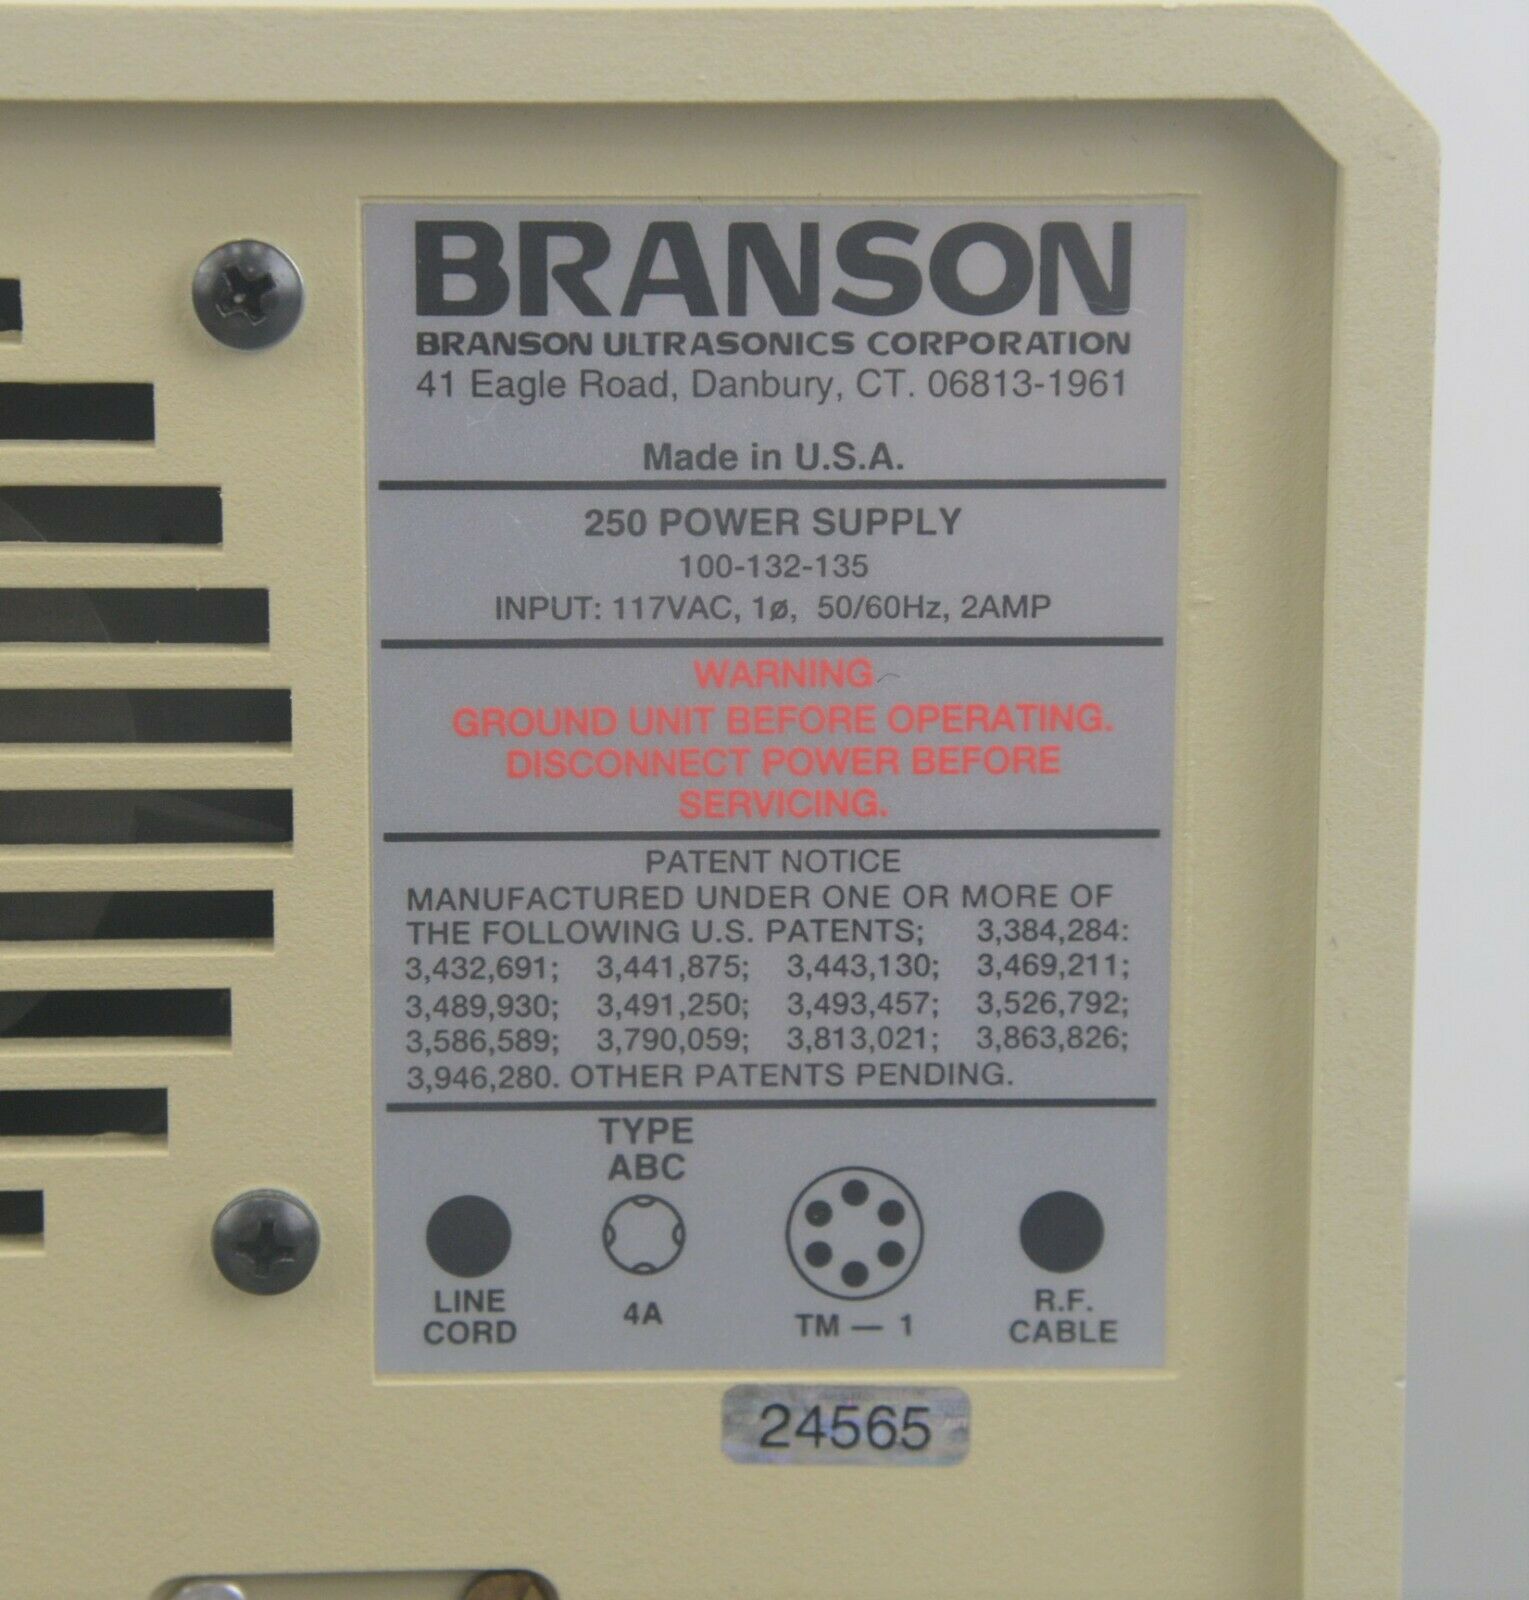 BRANSON
BRANSON ULTRASONICS CORPORATION
41 Eagle Road, Danbury, CT. 06813-1961
Made in U.S.A.
250 POWER SUPPLY
100-132-135
INPUT: 117VAC, 1ø, 50/60Hz, 2AMP
WARNING
GROUND UNIT BEFORE OPERATING.
DISCONNECT POWER BEFORE
SERVICING.
PATENT NOTICE
MANUFACTURED UNDER ONE OR MORE OF
THE FOLLOWING U.S. PATENTS; 3,384,284:
3,432,691; 3,441,875; 3,443,130; 3,469,211;
3,489,930; 3,491,250; 3,493,457; 3,526,792;
3,586,589; 3,790,059; 3,813,021; 3,863,826;
3,946,280. OTHER PATENTS PENDING.
TYPE
ABC
LINE
CORD
4A
TM — 1
R.F.
CABLE
24565